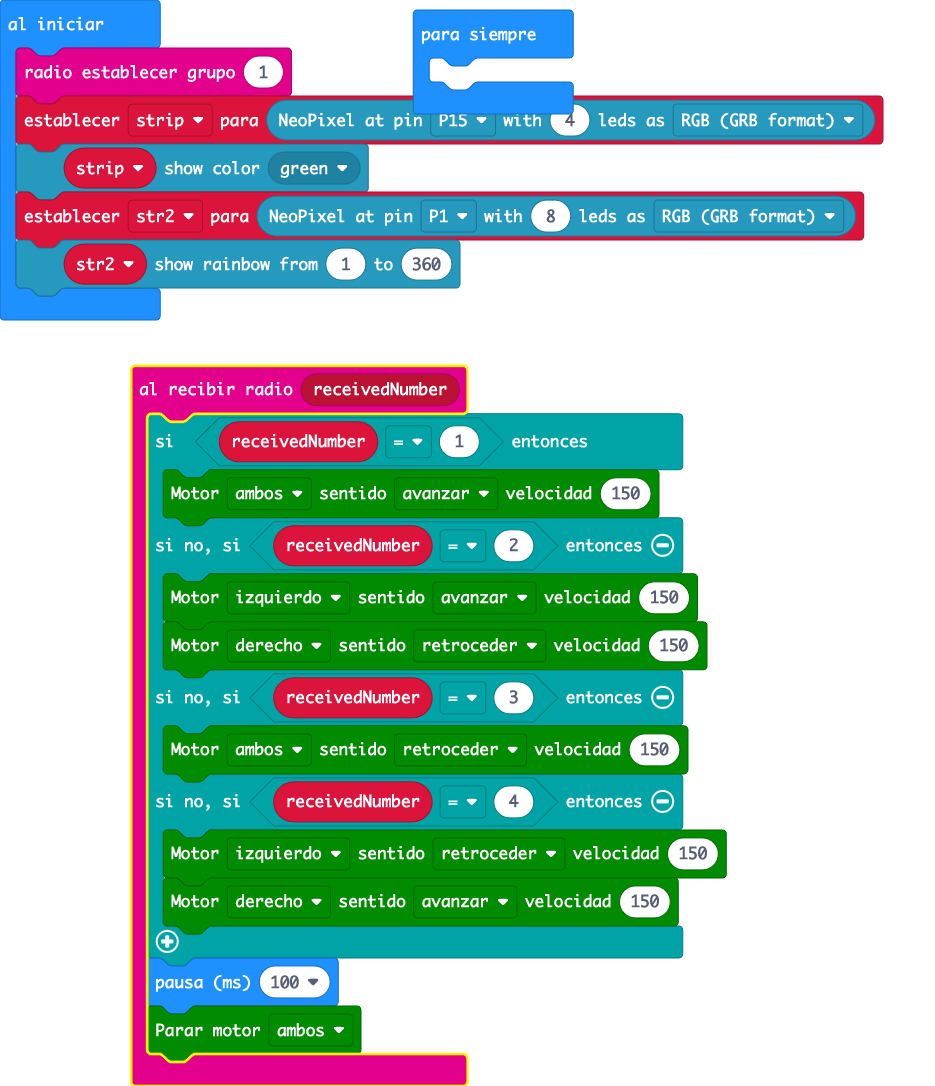 al iniciar
para siempre
radio establecer grupo 1
establecer strip para NeoPixel at pin P15 with 4 leds as RGB (GRB format)
strip show color green
establecer str2 para NeoPixel at pin P1 with 8 leds as RGB (GRB format)
str2 show rainbow from 1 to 360
al recibir radio receivedNumber
si receivedNumber = 1 entonces
Motor ambos sentido avanzar velocidad 150
si no, si receivedNumber = 2 entonces
Motor izquierdo sentido avanzar velocidad 150
Motor derecho sentido retroceder velocidad 150
si no, si receivedNumber = 3 entonces
Motor ambos sentido retroceder velocidad 150
si no, si receivedNumber = 4 entonces
Motor izquierdo sentido retroceder velocidad 150
Motor derecho sentido avanzar velocidad 150
pausa (ms) 100
Parar motor ambos